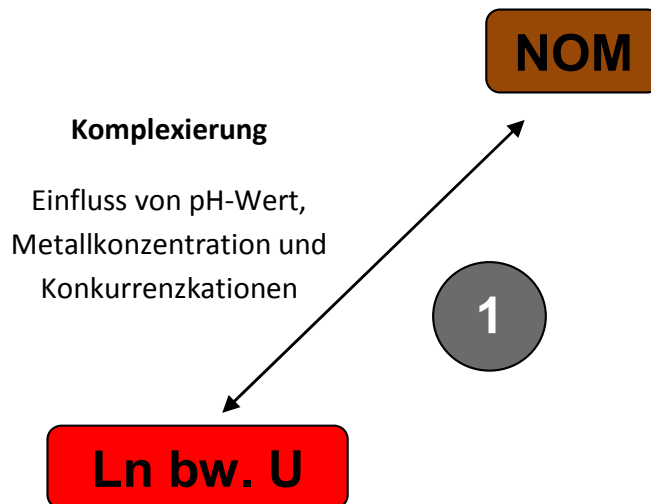 NOM
Komplexierung
Einfluss von pH-Wert,
Metallkonzentration und
Konkurrenzkationen
1
Ln bw. U